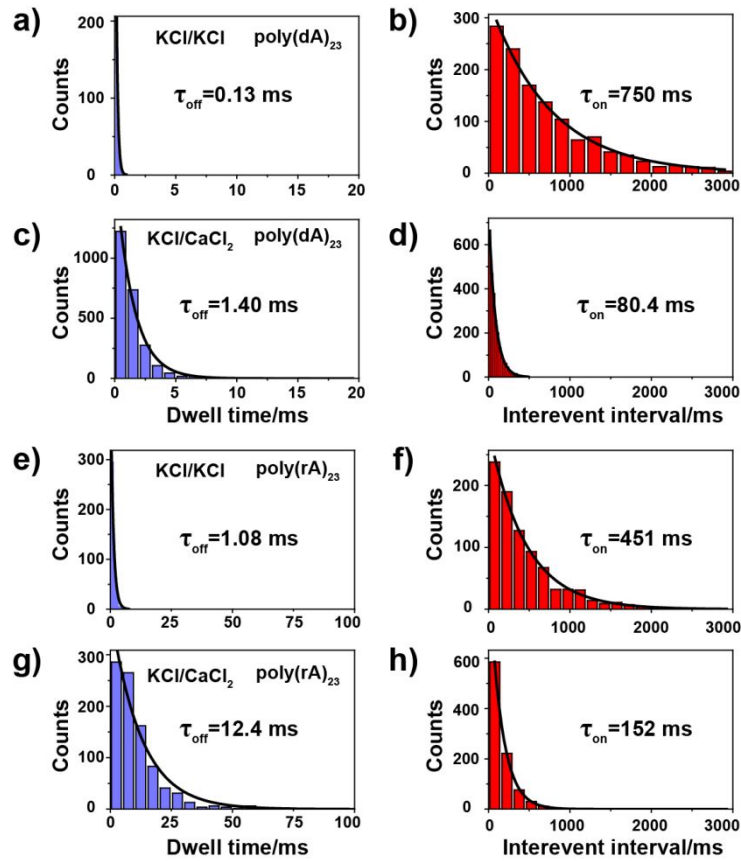 a)
KCl/KCl poly(dA)23
τoff=0.13 ms
Counts
200
100
0
0 5 10 15 20
b)
τon=750 ms
Counts
300
200
100
0
0 1000 2000 3000
c)
KCl/CaCl2 poly(dA)23
τoff=1.40 ms
Counts
1000
500
0
0 5 10 15 20
Dwell time/ms
d)
τon=80.4 ms
Counts
600
400
200
0
0 1000 2000 3000
Interevent interval/ms
e)
KCl/KCl poly(rA)23
τoff=1.08 ms
Counts
300
200
100
0
0 25 50 75 100
f)
τon=451 ms
Counts
200
100
0
0 1000 2000 3000
g)
KCl/CaCl2 poly(rA)23
τoff=12.4 ms
Counts
300
200
100
0
0 25 50 75 100
Dwell time/ms
h)
τon=152 ms
Counts
600
400
200
0
0 1000 2000 3000
Interevent interval/ms